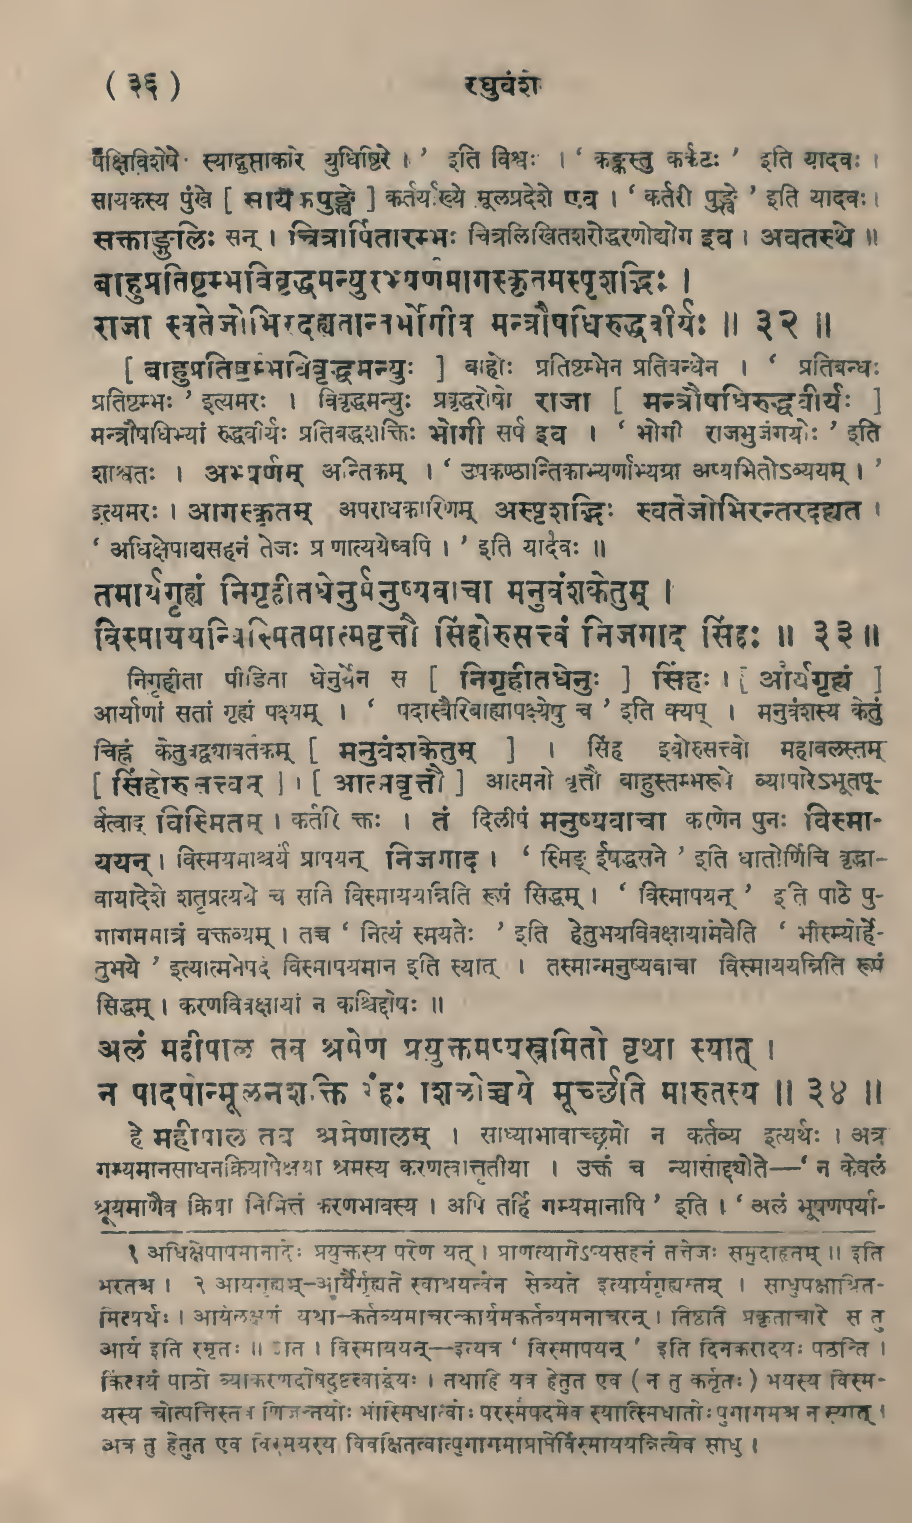 ( ३६ ) रघुवंशे
पक्षिविशेषे स्याद्गुप्ताकारे युधिष्ठिरे । ’ इति विश्वः । ‘ कङ्कस्तु कर्कटः ’ इति यादवः ।
सायकस्य पुंखे [ सायकपुङ्खे ] कर्तर्याख्ये मूलप्रदेशे एव । ‘ कर्तरी पुङ्खे ’ इति यादवः ।
सक्ताङ्गुलिः सन् । चित्रार्पितारम्भः चित्रलिखितशरोद्धरणोद्योग इव । अवतस्थे ॥
बाहुप्रतिष्टम्भविवृद्धमन्युरभ्यर्णमागस्कृतमस्पृशद्भिः ।
राजा स्वतेजोभिरदह्यतान्तर्भोगीव मन्त्रौषधिरुद्धवीर्यः ॥ ३२ ॥
[ बाहुप्रतिष्टम्भविवृद्धमन्युः ] बाहोः प्रतिष्टम्भेन प्रतिबन्धेन । ‘ प्रतिबन्धः
प्रतिष्टम्भः ’ इत्यमरः । विवृद्धमन्युः प्रवृद्धरोषो राजा [ मन्त्रौषधिरुद्धवीर्यः ]
मन्त्रौषधिभ्यां रुद्धवीर्यः प्रतिबद्धशक्तिः भोगी सर्प इव । ‘ भोगी राजभुजंगयोः ’ इति
शाश्वतः । अभ्यर्णम् अन्तिकम् । ‘ उपकण्ठान्तिकाभ्यर्णाभ्यग्रा अप्यभितोऽव्ययम् । ’
इत्यमरः । आगस्कृतम् अपराधकारिणम् अस्पृशद्भिः स्वतेजोभिरन्तरदह्यत ।
‘ अधिक्षेपाद्यसहनं तेजः प्राणात्ययेष्वपि । ’ इति यादवः ॥
तमार्यगृह्यं निगृहीतधेनुर्मनुष्यवाचा मनुवंशकेतुम् ।
विस्माययन्विस्मितमात्मवृत्तौ सिंहोरुसत्त्वं निजगाद सिंहः ॥ ३३ ॥
निगृहीता पीडिता धेनुर्येन स [ निगृहीतधेनुः ] सिंहः । [ आर्यगृह्यं ]
आर्याणां सतां गृह्यं पक्ष्यम् । ‘ पदास्वैरिबाह्यापक्ष्येषु च ’ इति क्यप् । मनुवंशस्य केतुं
चिह्नं केतुवद्व्यावर्तकम् [ मनुवंशकेतुम् ] । सिंह इवोरुसत्त्वो महाबलस्तम्
[ सिंहोरुसत्त्वम् ] । [ आत्मवृत्तौ ] आत्मनो वृत्तौ बाहुस्तम्भरूपे व्यापारेऽभूतपू-
र्वत्वाद् विस्मितम् । कर्तरि क्तः । तं दिलीपं मनुष्यवाचा करणेन पुनः विस्मा-
ययन् । विस्मयमाश्चर्यं प्रापयन् निजगाद । ‘ स्मिङ् ईषद्धसने ’ इति धातोर्णिचि वृद्धा-
वायादेशे शतृप्रत्यये च सति विस्माययन्निति रूपं सिद्धम् । ‘ विस्मापयन् ’ इति पाठे पु-
गागममात्रं वक्तव्यम् । तच्च ‘ नित्यं स्मयतेः ’ इति हेतुभयविवक्षायामेवेति ‘ भीस्म्योर्हे-
तुभये ’ इत्यात्मनेपदं विस्मापयमान इति स्यात् । तस्मान्मनुष्यवाचा विस्माययन्निति रूपं
सिद्धम् । करणविवक्षायां न कश्चिद्दोषः ॥
अलं महीपाल तव श्रमेण प्रयुक्तमप्यस्त्रमितो वृथा स्यात् ।
न पादपोन्मूलनशक्ति रंहः शिलोच्चये मूर्च्छति मारुतस्य ॥ ३४ ॥
हे महीपाल तव श्रमेणालम् । साध्याभावाच्छ्रमो न कर्तव्य इत्यर्थः । अत्र
गम्यमानसाधनक्रियापेक्षया श्रमस्य करणत्वात्तृतीया । उक्तं च न्यासोद्द्योते—‘ न केवलं
श्रूयमाणैव क्रिया निमित्तं करणभावस्य । अपि तर्हि गम्यमानापि ’ इति । ‘ अलं भूषणपर्या-
१ अधिक्षेपापमानादेः प्रयुक्तस्य परेण यत् । प्राणत्यागेऽप्यसहनं तत्तेजः समुदाहृतम् ॥ इति
भरतश्च । २ आर्यगृह्यम्—आर्यैर्गृह्यते स्वाश्रयत्वेन सेव्यते इत्यार्यगृह्यस्तम् । साधुपक्षाश्रित-
मित्यर्थः । आर्यलक्षणं यथा—कर्तव्यमाचरन्कार्यमकर्तव्यमनाचरन् । तिष्ठति प्रकृताचारे स तु
आर्य इति स्मृतः ॥ इति । विस्माययन्—इत्यत्र ‘ विस्मापयन् ’ इति दिनकरादयः पठन्ति ।
किंत्वयं पाठो व्याकरणदोषदुष्टत्वाद्धेयः । तथाहि यत्र हेतुत एव ( न तु कर्तृतः ) भयस्य विस्म-
यस्य चोत्पत्तिस्तत्र णिजन्तयोः भीस्मिधात्वोः परस्मैपदमेव स्यात्स्मिधातोः पुगागमश्च न स्यात् ।
अत्र तु हेतुत एव विस्मयस्य विवक्षितत्वात्पुगागमाप्राप्तेर्विस्माययन्नित्येव साधु ।